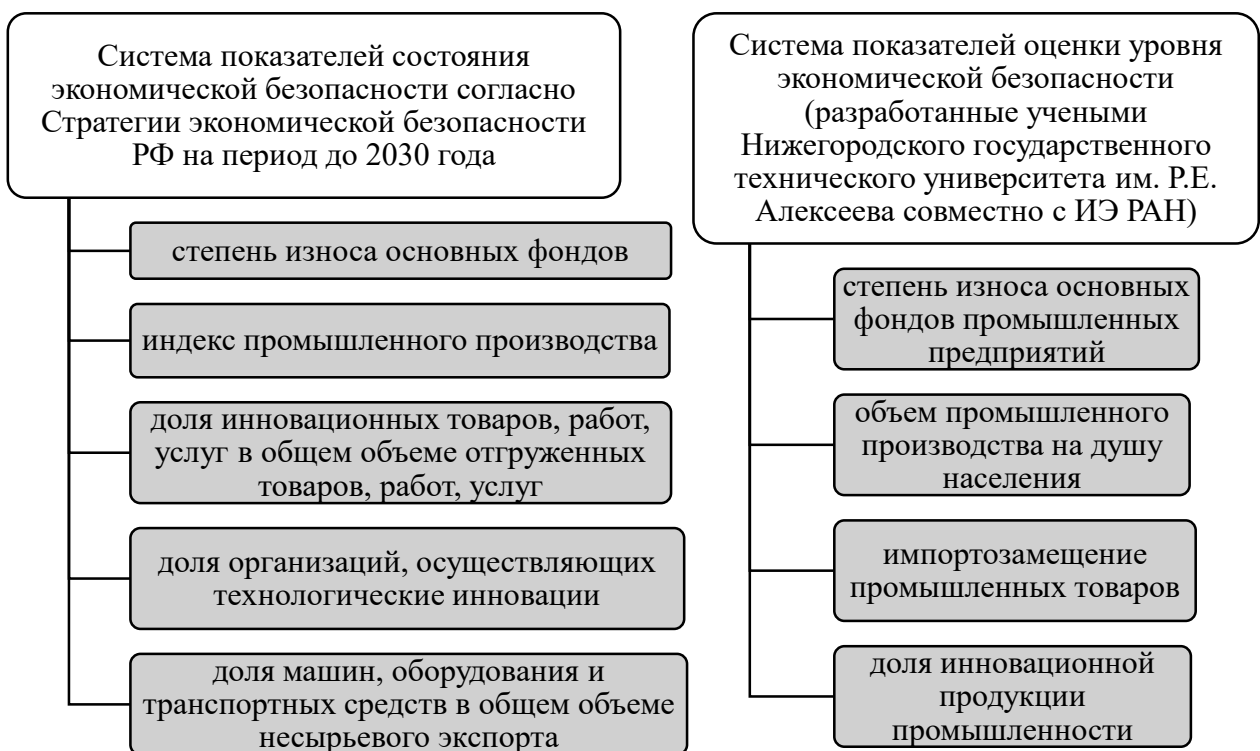 Система показателей состояния
экономической безопасности согласно
Стратегии экономической безопасности
РФ на период до 2030 года
степень износа основных фондов
индекс промышленного производства
доля инновационных товаров, работ,
услуг в общем объеме отгруженных
товаров, работ, услуг
доля организаций, осуществляющих
технологические инновации
доля машин, оборудования и
транспортных средств в общем объеме
несырьевого экспорта
Система показателей оценки уровня
экономической безопасности
(разработанные учеными
Нижегородского государственного
технического университета им. Р.Е.
Алексеева совместно с ИЭ РАН)
степень износа основных
фондов промышленных
предприятий
объем промышленного
производства на душу
населения
импортозамещение
промышленных товаров
доля инновационной
продукции
промышленности